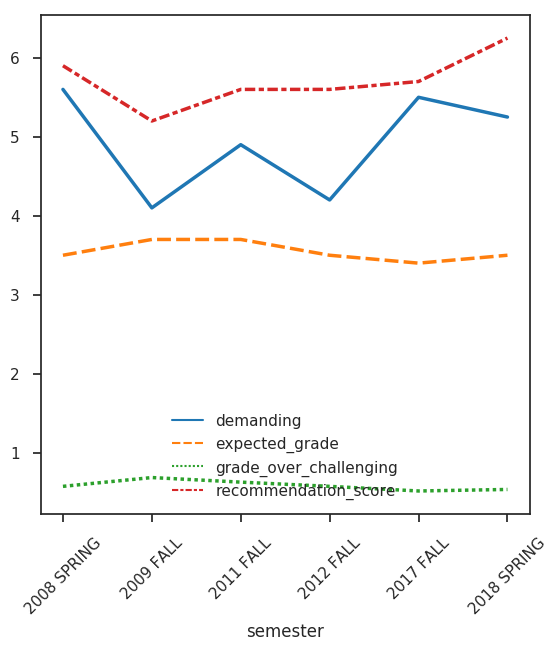 6
5
4
3
2
1
demanding
expected_grade
grade_over_challenging
recommendation_score
2008 SPRING
2009 FALL
2011 FALL
2012 FALL
2017 FALL
2018 SPRING
semester